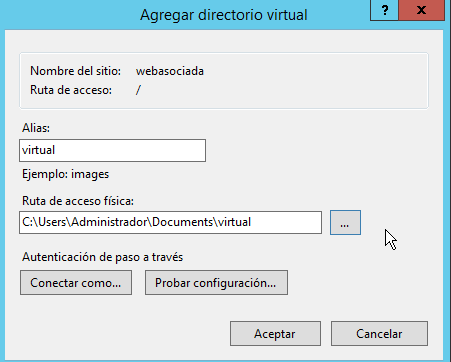 Agregar directorio virtual
? x
Nombre del sitio: webasociada
Ruta de acceso: /
Alias:
virtual
Ejemplo: images
Ruta de acceso física:
C:\Users\Administrador\Documents\virtual
...
Autenticación de paso a través
Conectar como... Probar configuración...
Aceptar Cancelar